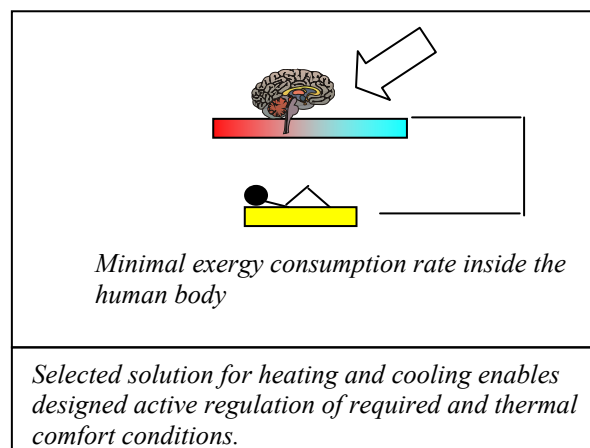 Minimal exergy consumption rate inside the
human body
Selected solution for heating and cooling enables
designed active regulation of required and thermal
comfort conditions.